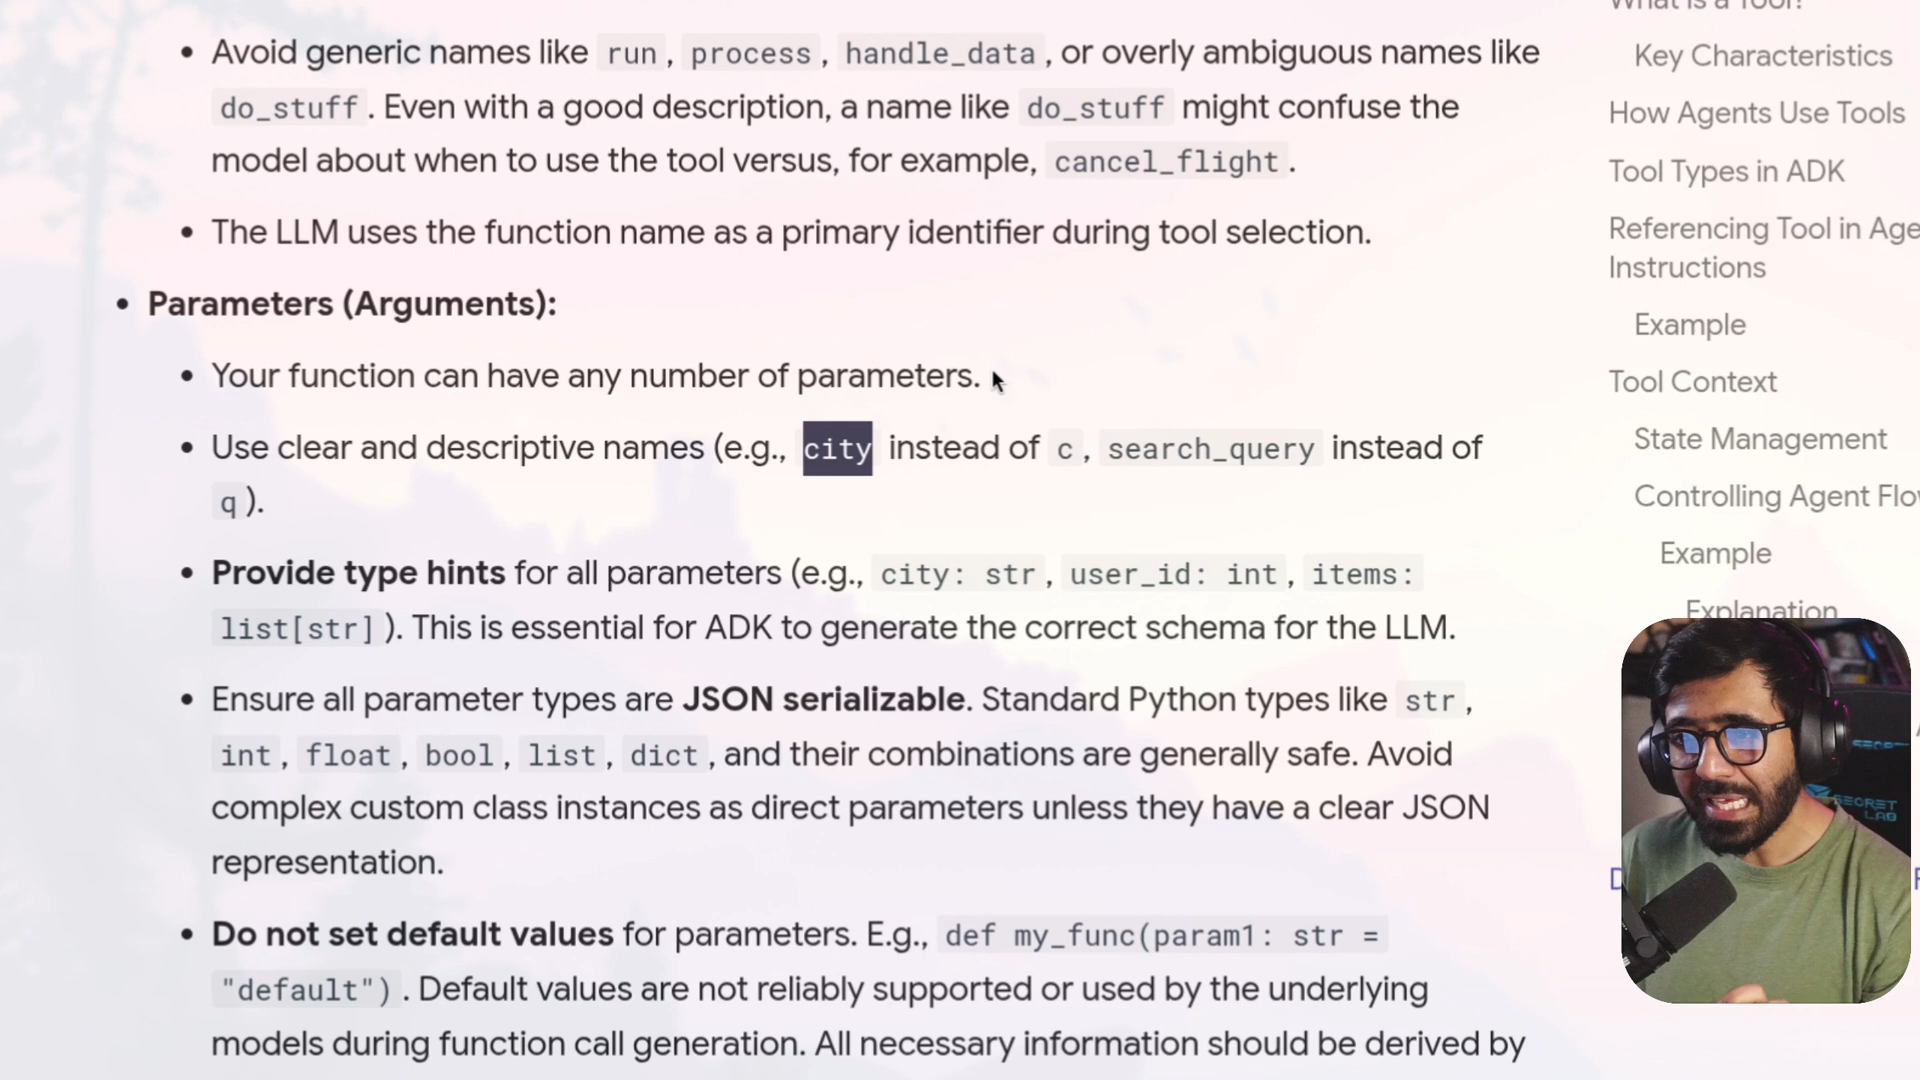 Avoid generic names like run, process, handle_data, or overly ambiguous names like
do_stuff. Even with a good description, a name like do_stuff might confuse the
model about when to use the tool versus, for example, cancel_flight.
The LLM uses the function name as a primary identifier during tool selection.
Parameters (Arguments):
Your function can have any number of parameters.
Use clear and descriptive names (e.g., city instead of c, search_query instead of
q).
Provide type hints for all parameters (e.g., city: str, user_id: int, items:
list[str]). This is essential for ADK to generate the correct schema for the LLM.
Ensure all parameter types are JSON serializable. Standard Python types like str,
int, float, bool, list, dict, and their combinations are generally safe. Avoid
complex custom class instances as direct parameters unless they have a clear JSON
representation.
Do not set default values for parameters. E.g., def my_func(param1: str =
"default"). Default values are not reliably supported or used by the underlying
models during function call generation. All necessary information should be derived by
What is a Tool?
Key Characteristics
How Agents Use Tools
Tool Types in ADK
Referencing Tool in Age
Instructions
Example
Tool Context
State Management
Controlling Agent Flo
Example
Explanation
SECRET
LAB